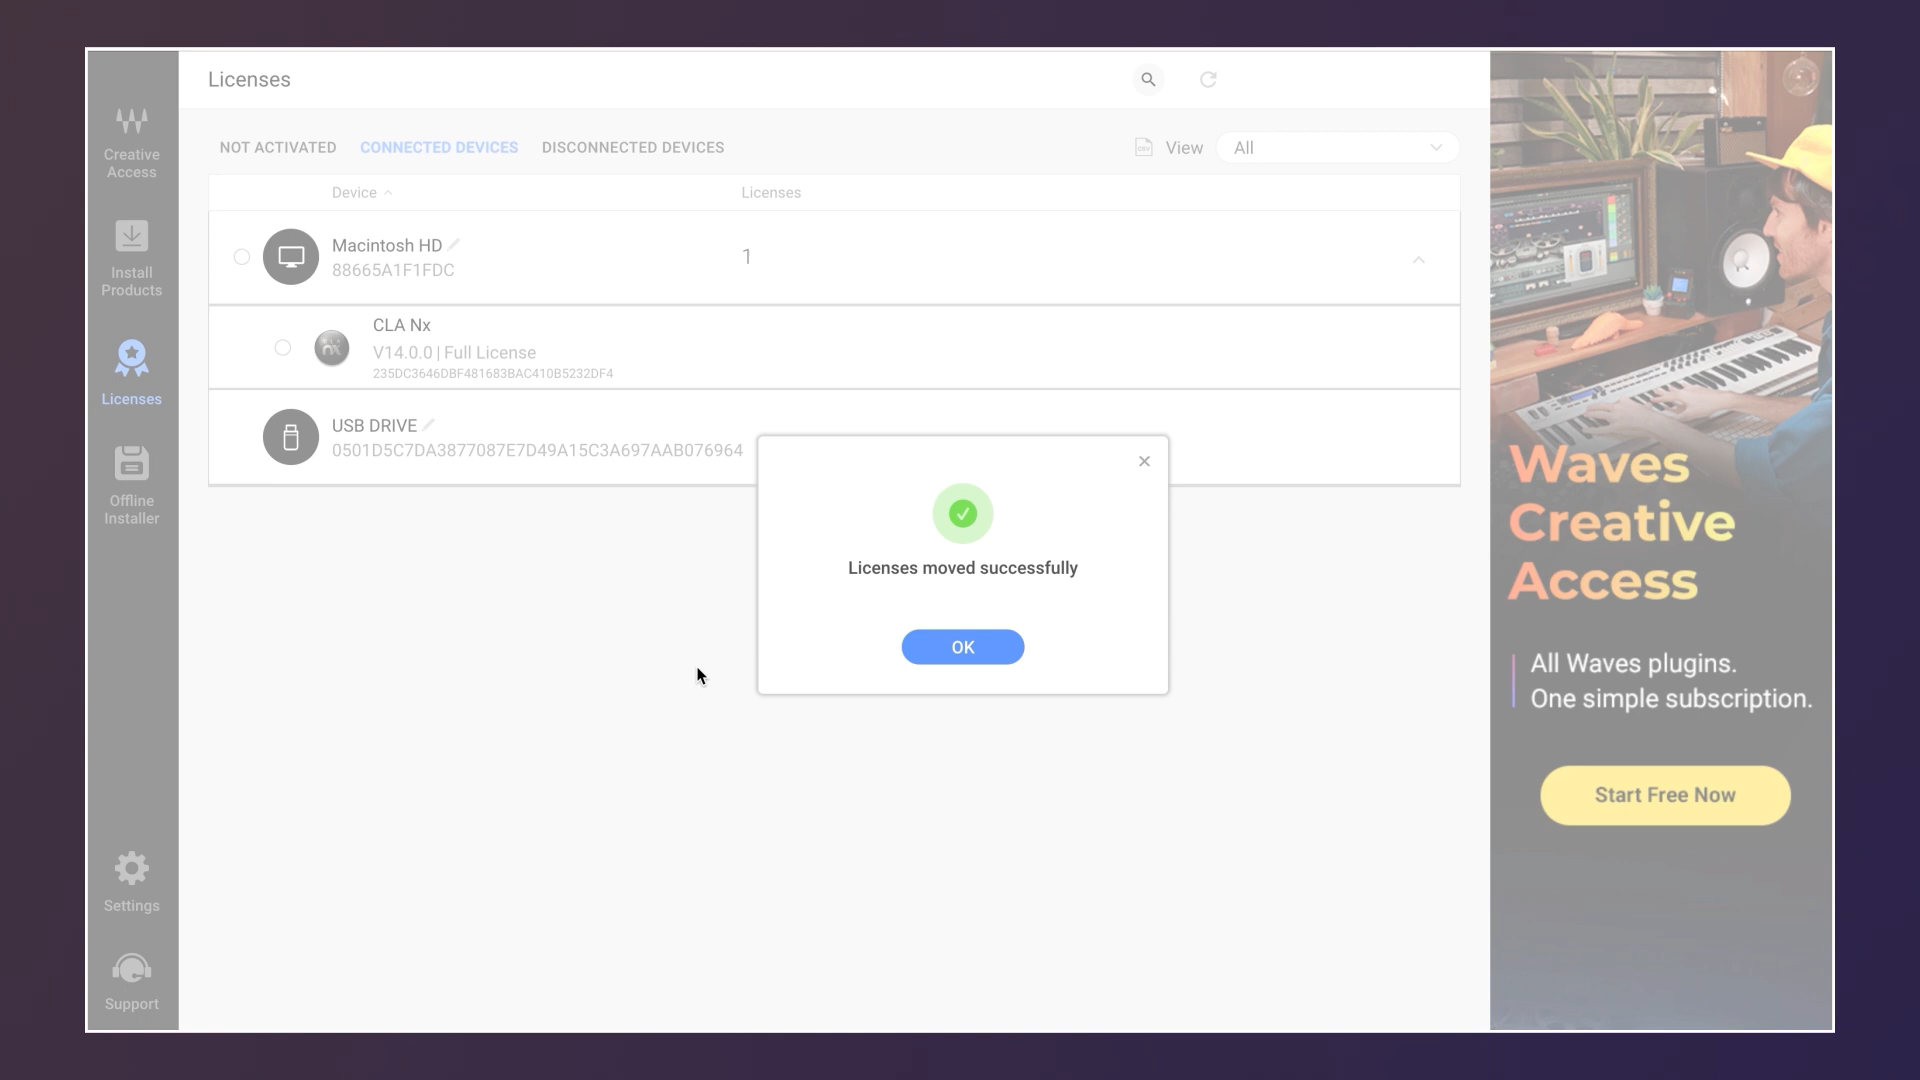 Licenses
Creative
Access
Install
Products
Licenses
Offline
Installer
Settings
Support
NOT ACTIVATED CONNECTED DEVICES DISCONNECTED DEVICES
View All
Device Licenses
Macintosh HD 1
88665A1F1FDC
CLA Nx
V14.0.0 | Full License
235DC3646DBF481683BAC410B5232DF4
USB DRIVE
0501D5C7DA3877087E7D49A15C3A697AAB076964
Licenses moved successfully
OK
Waves
Creative
Access
All Waves plugins.
One simple subscription.
Start Free Now